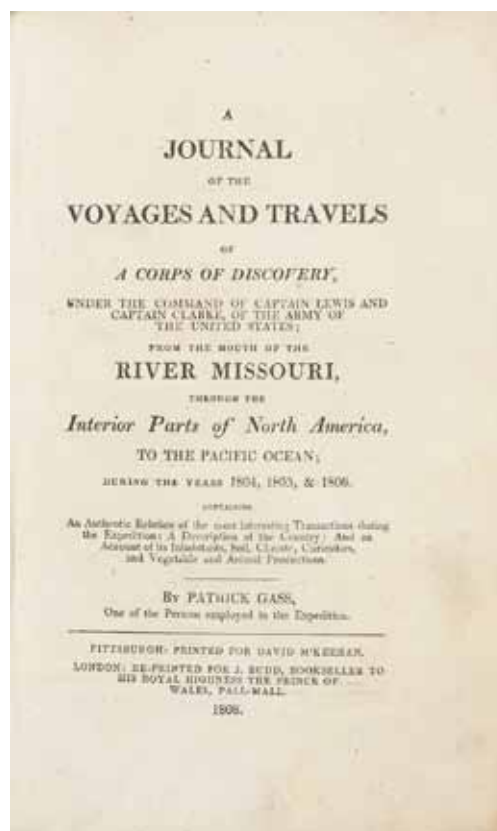 A
JOURNAL
OF THE
VOYAGES AND TRAVELS
OF
A CORPS OF DISCOVERY,
UNDER THE COMMAND OF CAPTAIN LEWIS AND
CAPTAIN CLARKE, OF THE ARMY OF
THE UNITED STATES;
FROM THE MOUTH OF THE
RIVER MISSOURI,
THROUGH THE
Interior Parts of North America,
TO THE PACIFIC OCEAN;
DURING THE YEARS 1804, 1805, & 1806.
CONTAINING
An Authentic Relation of the most interesting Transactions during
the Expedition: A Description of the Country: And an
Account of its Inhabitants, Soil, Climate, Curiosities,
and Vegetable and Animal Productions.
BY PATRICK GASS,
One of the Persons employed in the Expedition.
PITTSBURGH: PRINTED FOR DAVID M'KEEHAN.
LONDON: RE-PRINTED FOR J. BUDD, BOOKSELLER TO
HIS ROYAL HIGHNESS THE PRINCE OF
WALES, PALL-MALL.
1808.